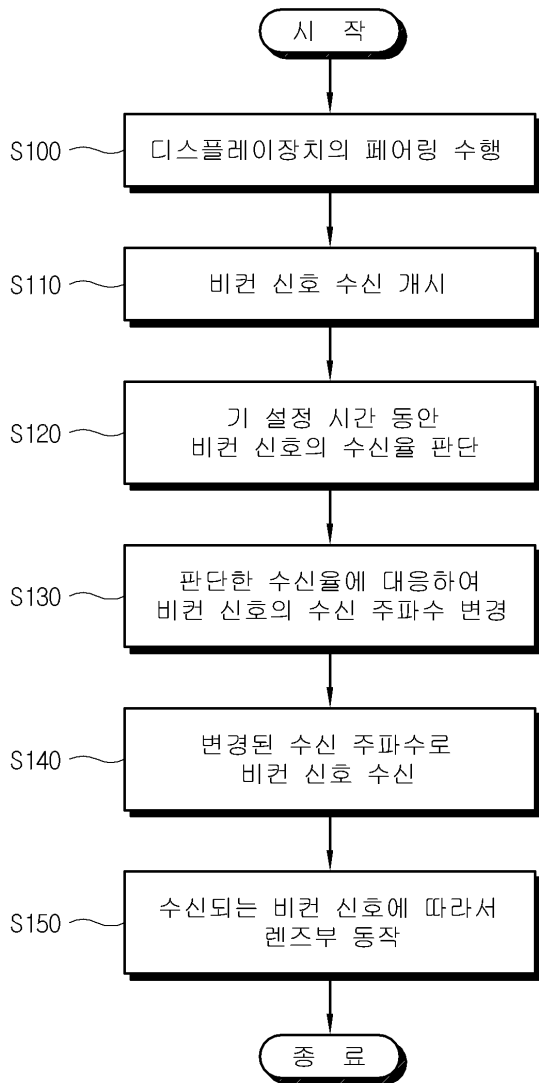 시 작
S100
디스플레이장치의 페어링 수행
S110
비컨 신호 수신 개시
S120
기 설정 시간 동안
비컨 신호의 수신율 판단
S130
판단한 수신율에 대응하여
비컨 신호의 수신 주파수 변경
S140
변경된 수신 주파수로
비컨 신호 수신
S150
수신되는 비컨 신호에 따라서
렌즈부 동작
종 료